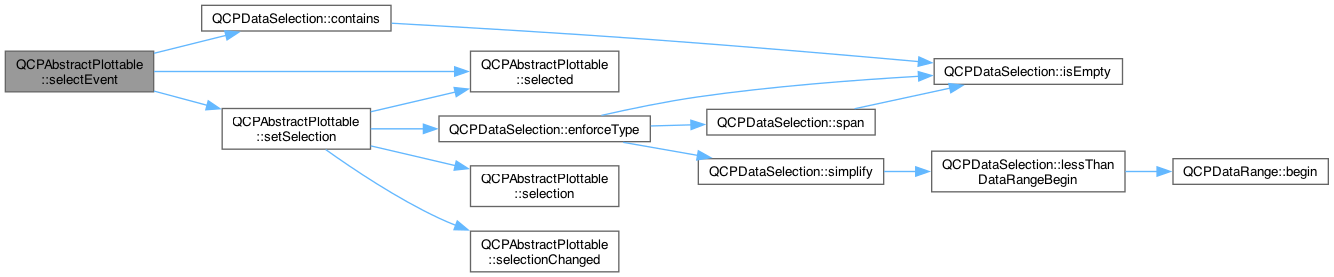 QCPAbstractPlottable
::selectEvent
QCPDataSelection::contains
QCPAbstractPlottable
::selected
QCPAbstractPlottable
::setSelection
QCPDataSelection::enforceType
QCPAbstractPlottable
::selection
QCPAbstractPlottable
::selectionChanged
QCPDataSelection::isEmpty
QCPDataSelection::span
QCPDataSelection::simplify
QCPDataSelection::lessThan
DataRangeBegin
QCPDataRange::begin